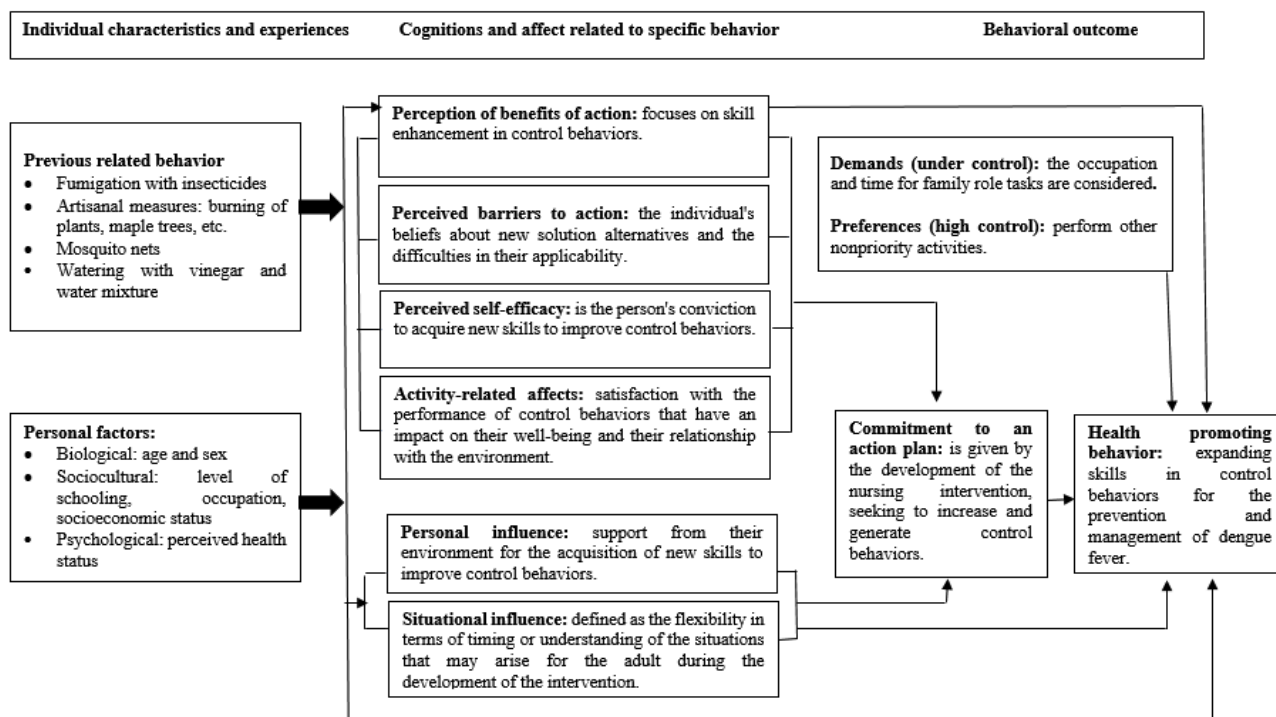 Individual characteristics and experiences
Cognitions and affect related to specific behavior
Behavioral outcome
Previous related behavior
• Fumigation with insecticides
• Artisanal measures: burning of
plants, maple trees, etc.
• Mosquito nets
• Watering with vinegar and
water mixture
Personal factors:
• Biological: age and sex
• Sociocultural: level of
schooling, occupation,
socioeconomic status
• Psychological: perceived health
status
Perception of benefits of action: focuses on skill
enhancement in control behaviors.
Perceived barriers to action: the individual's
beliefs about new solution alternatives and the
difficulties in their applicability.
Perceived self-efficacy: is the person's conviction
to acquire new skills to improve control behaviors.
Activity-related affects: satisfaction with the
performance of control behaviors that have an
impact on their well-being and their relationship
with the environment.
Personal influence: support from their
environment for the acquisition of new skills to
improve control behaviors.
Situational influence: defined as the flexibility in
terms of timing or understanding of the situations
that may arise for the adult during the
development of the intervention.
Demands (under control): the occupation
and time for family role tasks are considered.
Preferences (high control): perform other
nonpriority activities.
Commitment to an
action plan: is given by
the development of the
nursing intervention,
seeking to increase and
generate control
behaviors.
Health promoting
behavior: expanding
skills in control
behaviors for the
prevention and
management of dengue
fever.